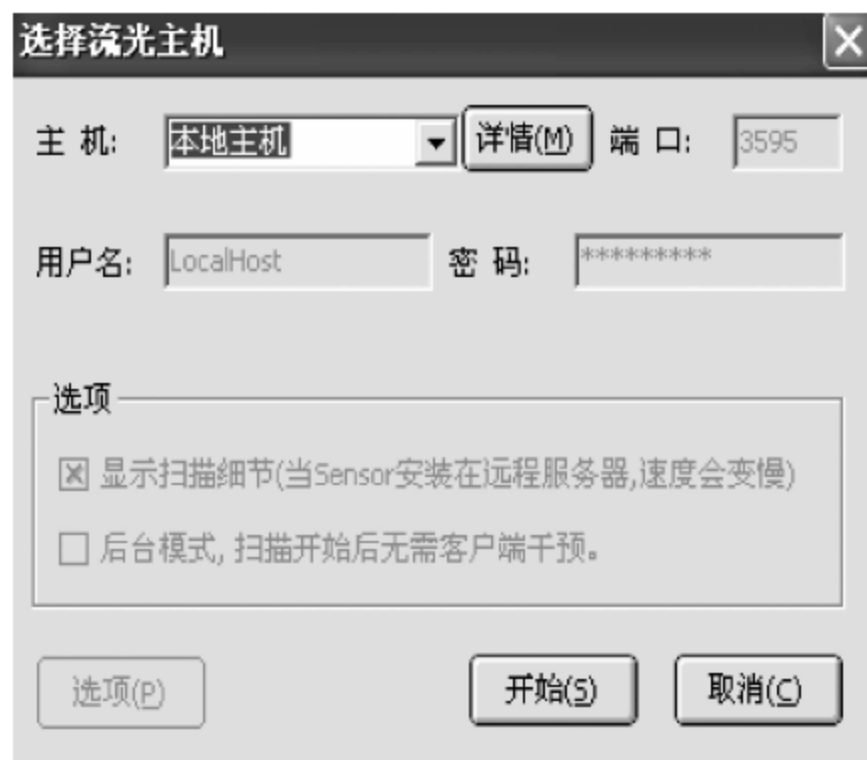 选择流光主机
主 机: 本地主机 详情(M) 端 口: 3595
用户名: LocalHost 密 码: *********
选项
显示扫描细节(当Sensor安装在远程服务器,速度会变慢)
后台模式, 扫描开始后无需客户端干预。
选项(P) 开始(S) 取消(C)